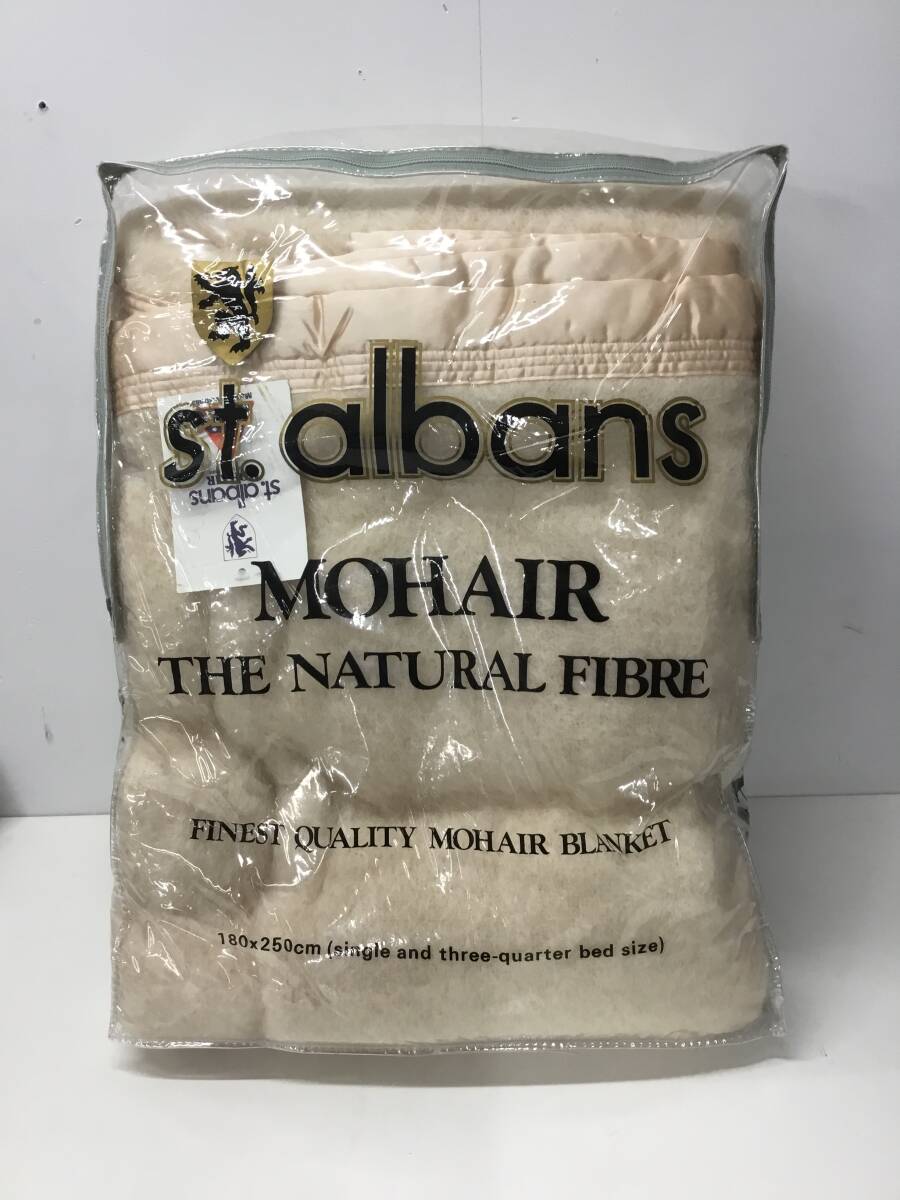 st. albans
st. albans
MOHAIR
THE NATURAL FIBRE
FINEST QUALITY MOHAIR BLANKET
180x250cm (single and three-quarter bed size)